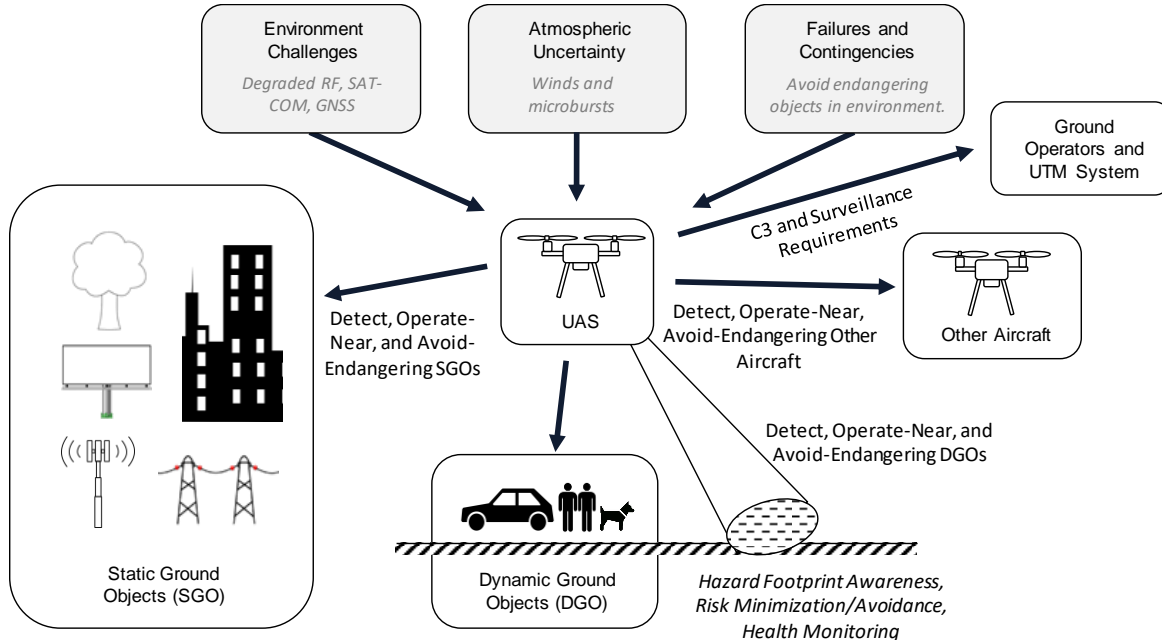 Environment
Challenges
Degraded RF, SAT-
COM, GNSS
Atmospheric
Uncertainty
Winds and
microbursts
Failures and
Contingencies
Avoid endangering
objects in environment.
Ground
Operators and
UTM System
C3 and Surveillance
Requirements
UAS
Detect, Operate-
Near, and Avoid-
Endangering SGOs
Detect, Operate-Near,
Avoid-Endangering Other
Aircraft
Other Aircraft
Detect, Operate-Near, and
Avoid-Endangering DGOs
Static Ground
Objects (SGO)
Dynamic Ground
Objects (DGO)
Hazard Footprint Awareness,
Risk Minimization/Avoidance,
Health Monitoring